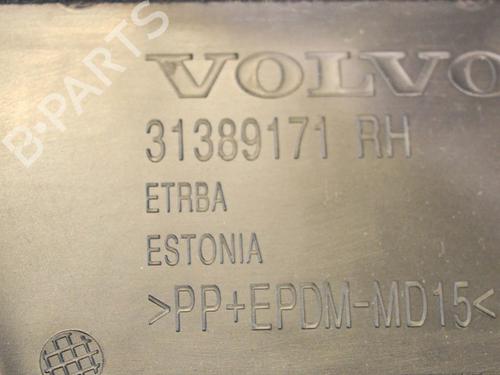 B-PARTS
VOLVO
31389171 RH
ETRBA
ESTONIA
>PP+EPDM-MD15<